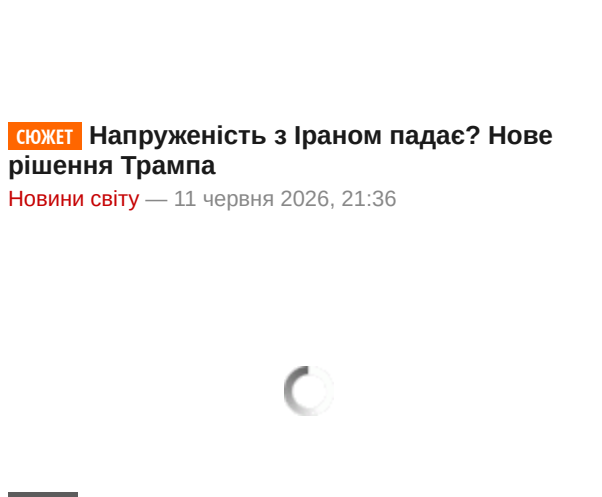 СЮЖЕТ Напруженість з Іраном падає? Нове
рішення Трампа
Новини світу — 11 червня 2026, 21:36